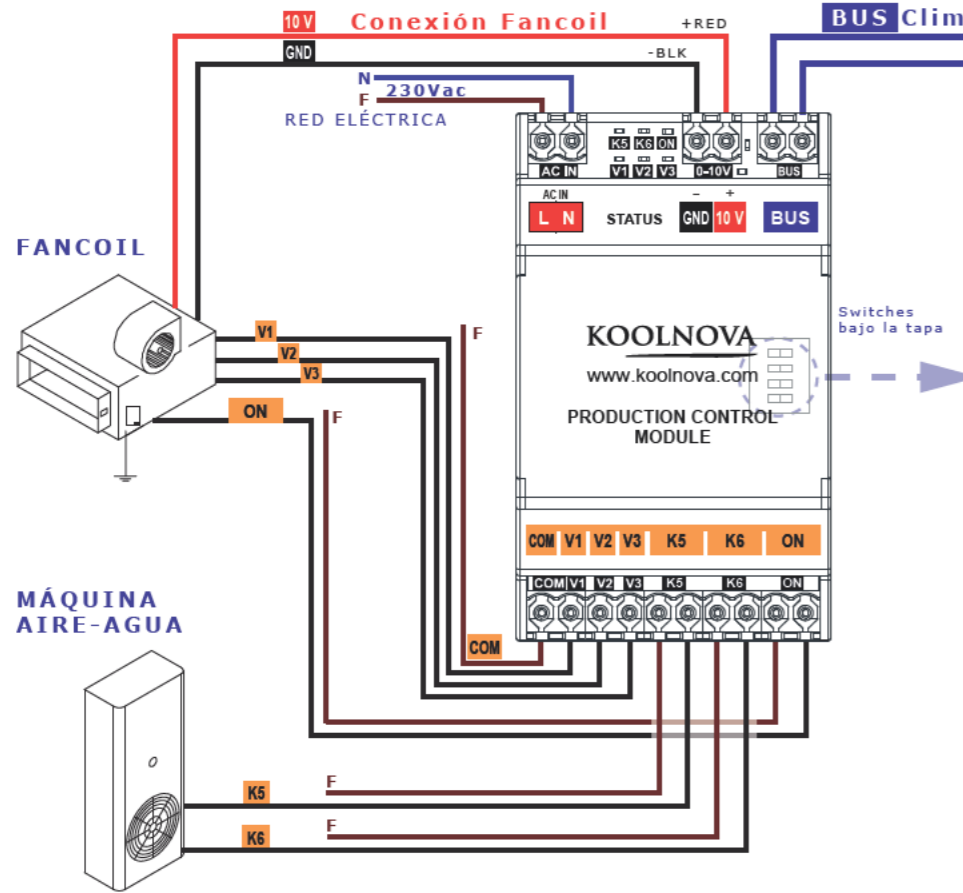 10 V Conexión Fancoil +RED BUS Clim
GND -BLK
N 230Vac
F
RED ELÉCTRICA
K5 K6 ON
AC IN V1 V2 V3 0-10V BUS
AC IN - +
L N STATUS GND 10 V BUS
FANCOIL
Switches
bajo la tapa
V1 F
V2
V3
KOOLNOVA
www.koolnova.com
ON F
PRODUCTION CONTROL
MODULE
COM V1 V2 V3 K5 K6 ON
COM V1 V2 V3 K5 K6 ON
MÁQUINA
AIRE-AGUA
COM
F
K5
F
K6